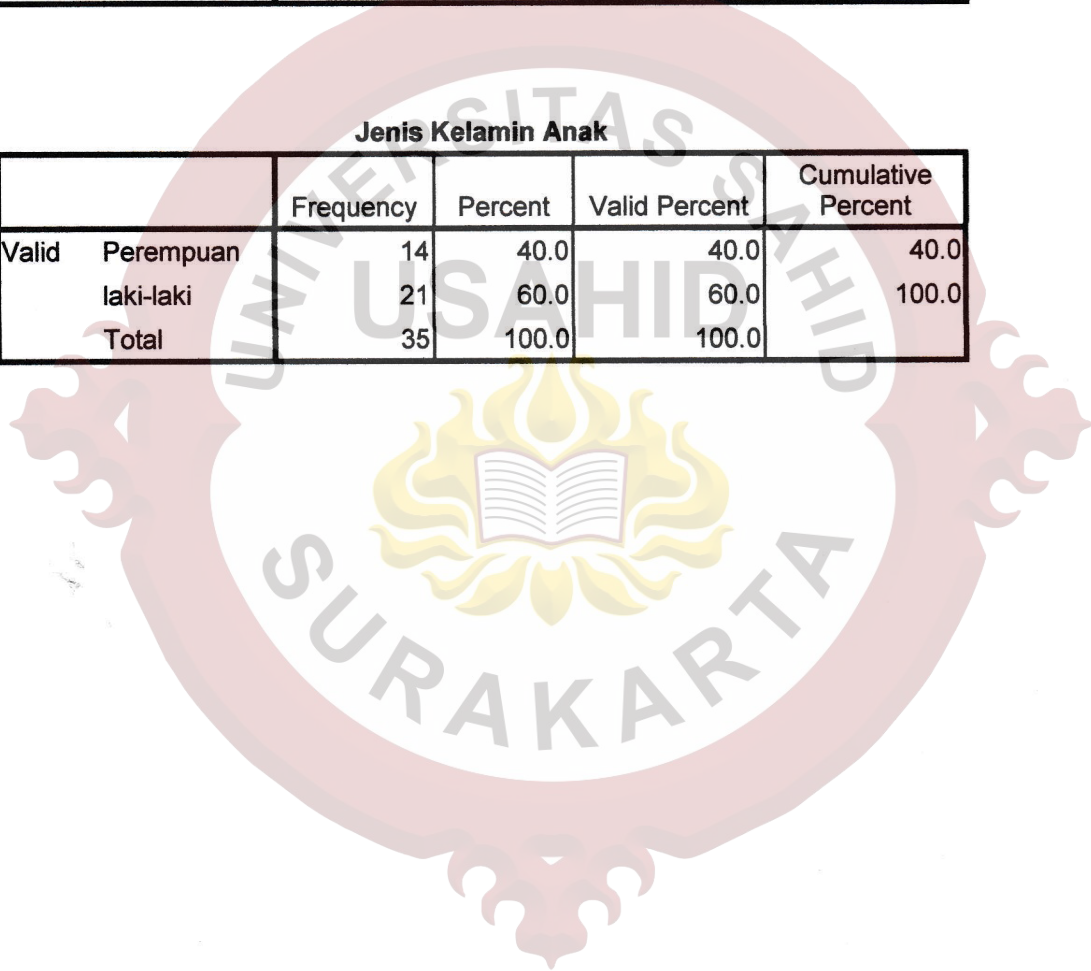 Jenis Kelamin Anak
Frequency Percent Valid Percent Cumulative Percent
Valid Perempuan 14 40.0 40.0 40.0
laki-laki 21 60.0 60.0 100.0
Total 35 100.0 100.0
UNIVERSITAS SAHID
USAHID
SURAKARTA